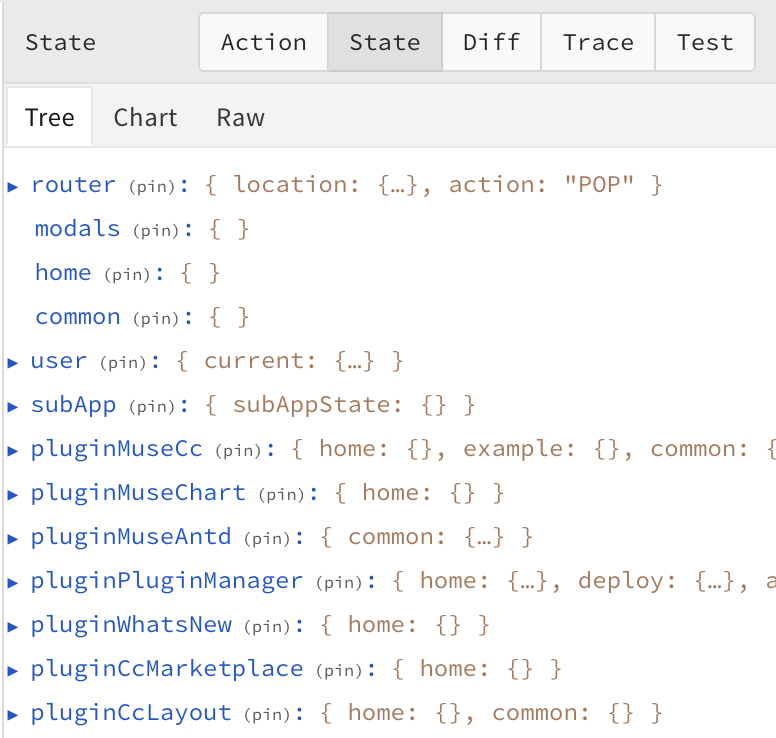 State Action State Diff Trace Test
Tree Chart Raw
▶ router (pin): { location: {…}, action: "POP" }
modals (pin): { }
home (pin): { }
common (pin): { }
▶ user (pin): { current: {…} }
▶ subApp (pin): { subAppState: {} }
▶ pluginMuseCc (pin): { home: {}, example: {}, common: {
▶ pluginMuseChart (pin): { home: {} }
▶ pluginMuseAntd (pin): { common: {…} }
▶ pluginPluginManager (pin): { home: {…}, deploy: {…}, a
▶ pluginWhatsNew (pin): { home: {} }
▶ pluginCcMarketplace (pin): { home: {} }
▶ pluginCcLayout (pin): { home: {}, common: {} }